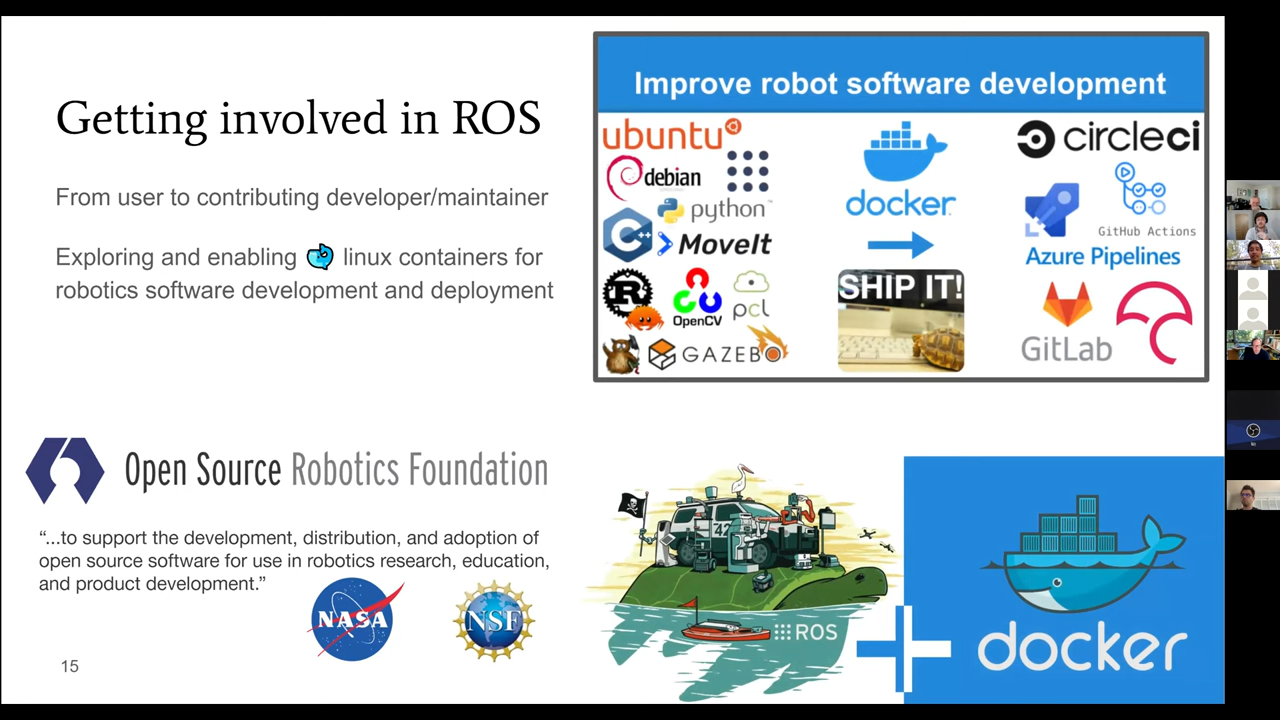 Getting involved in ROS
From user to contributing developer/maintainer
Exploring and enabling linux containers for
robotics software development and deployment
Improve robot software development
ubuntu
debian
python™
C++
MoveIt
R
OpenCV
pcl
GAZEBO
docker
SHIP IT!
circleci
GitHub Actions
Azure Pipelines
GitLab
Open Source Robotics Foundation
“...to support the development, distribution, and adoption of
open source software for use in robotics research, education,
and product development.”
NASA
NSF
42
ROS
docker
15